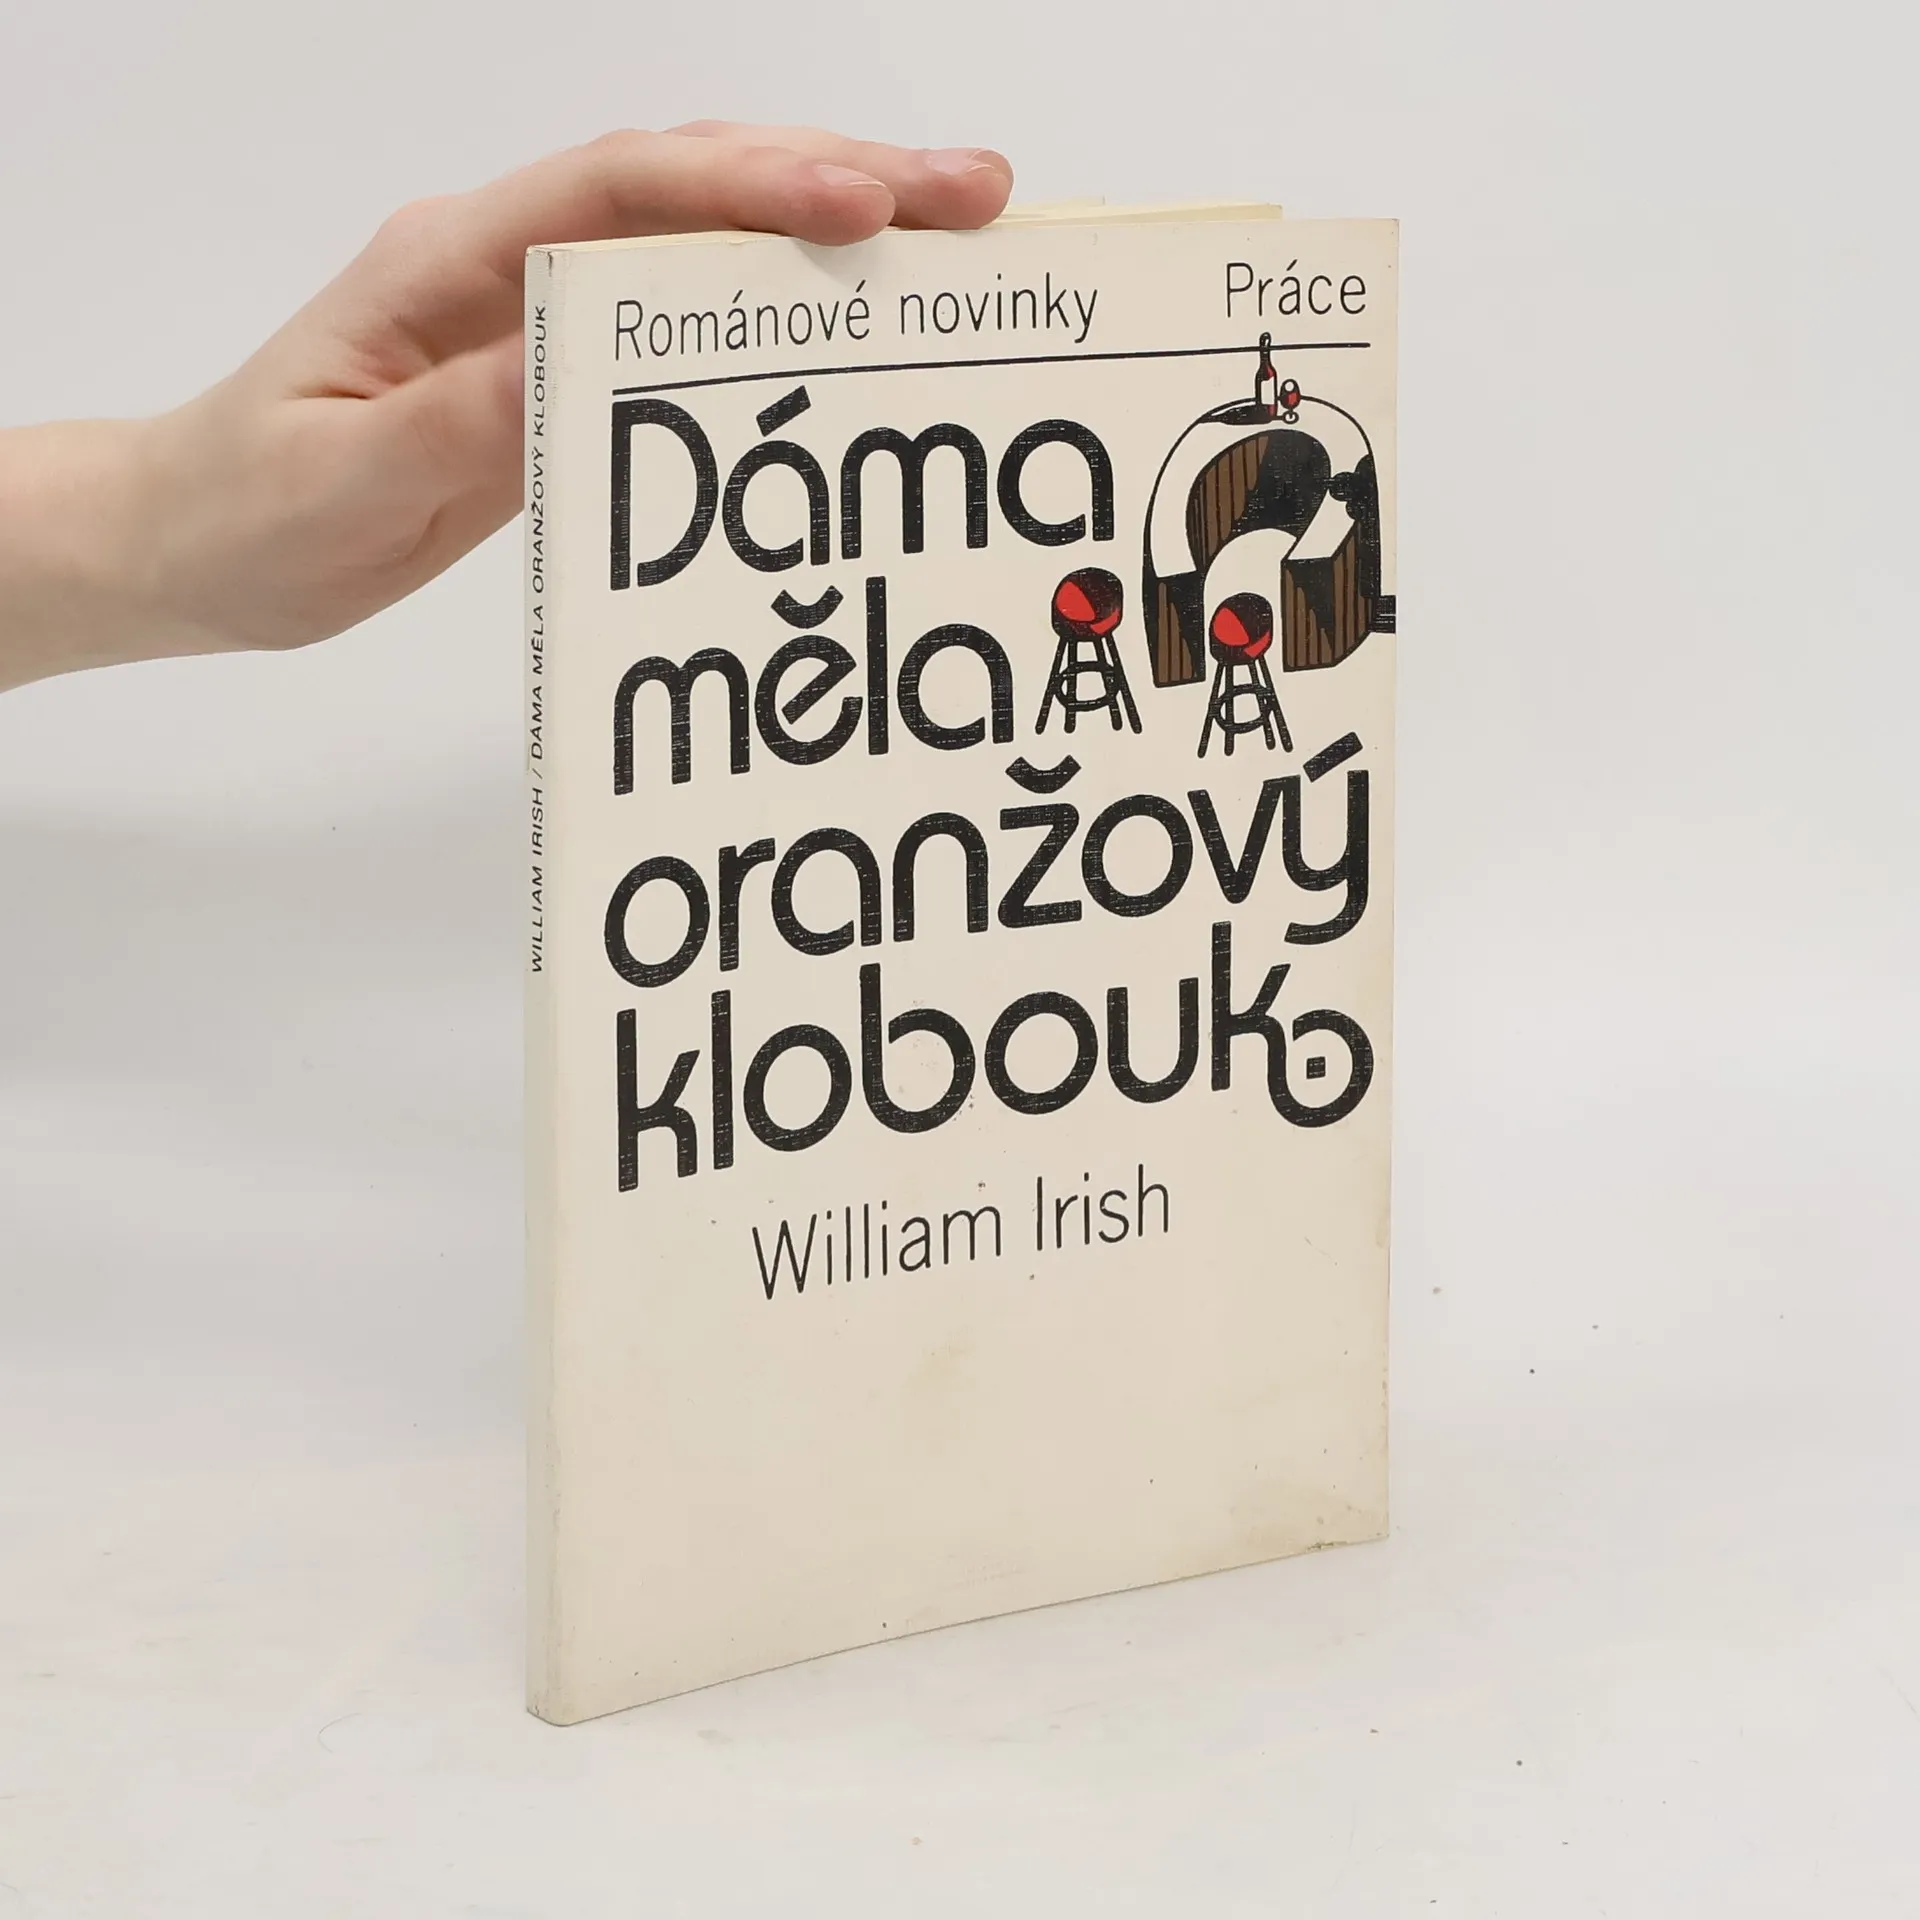 Románové novinky Práce
Dáma
měla
oranžový
klobouk
William Irish
WILLIAM IRISH / DÁMA MĚLA ORANŽOVÝ KLOBOUK